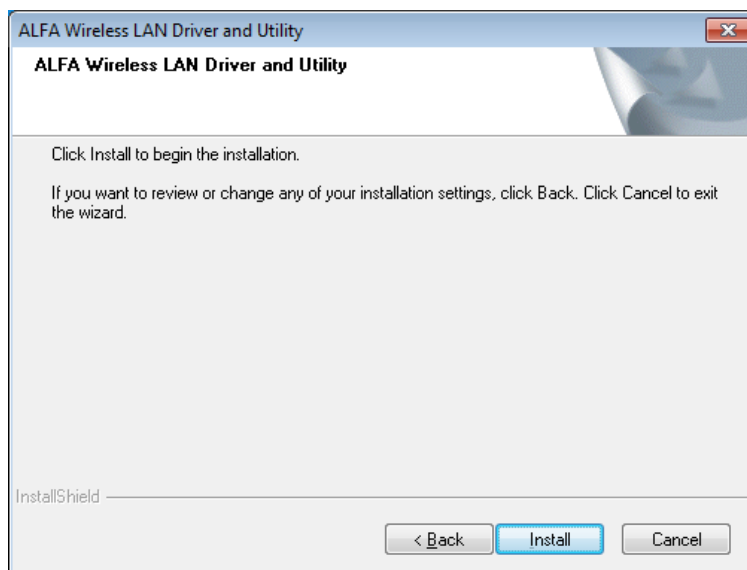 ALFA Wireless LAN Driver and Utility
ALFA Wireless LAN Driver and Utility
Click Install to begin the installation.
If you want to review or change any of your installation settings, click Back. Click Cancel to exit
the wizard.
InstallShield
< Back Install Cancel